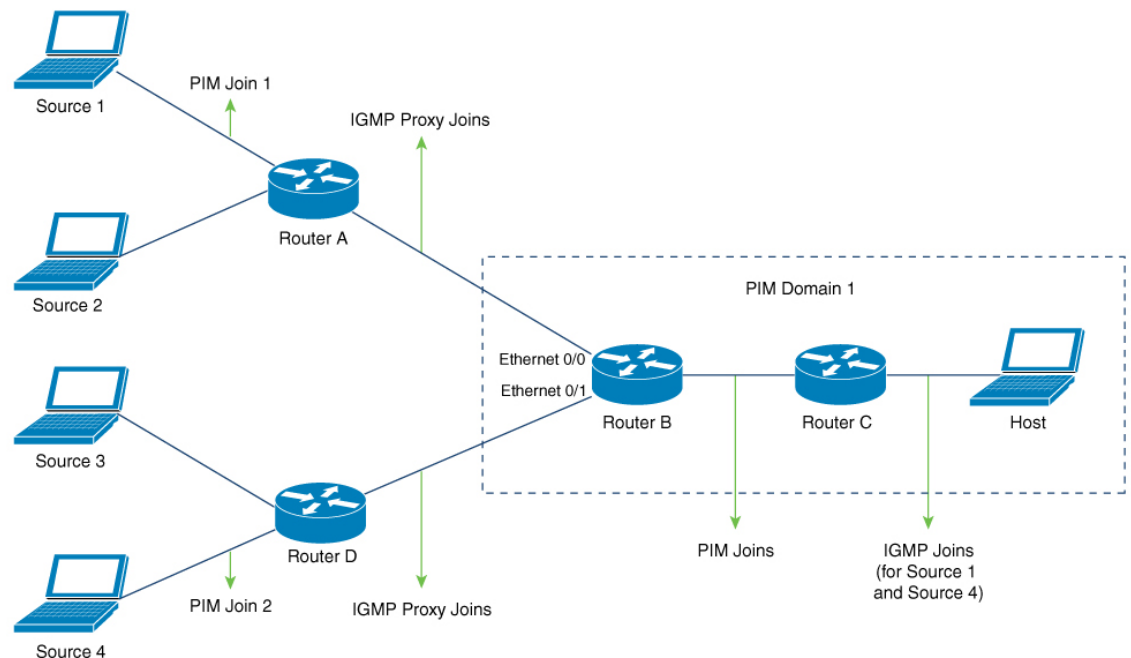 Source 1
PIM Join 1
IGMP Proxy Joins
Router A
Source 2
PIM Domain 1
Ethernet 0/0
Ethernet 0/1
Router B
Router C
Host
Source 3
Router D
PIM Joins
IGMP Joins
(for Source 1
and Source 4)
PIM Join 2
IGMP Proxy Joins
Source 4